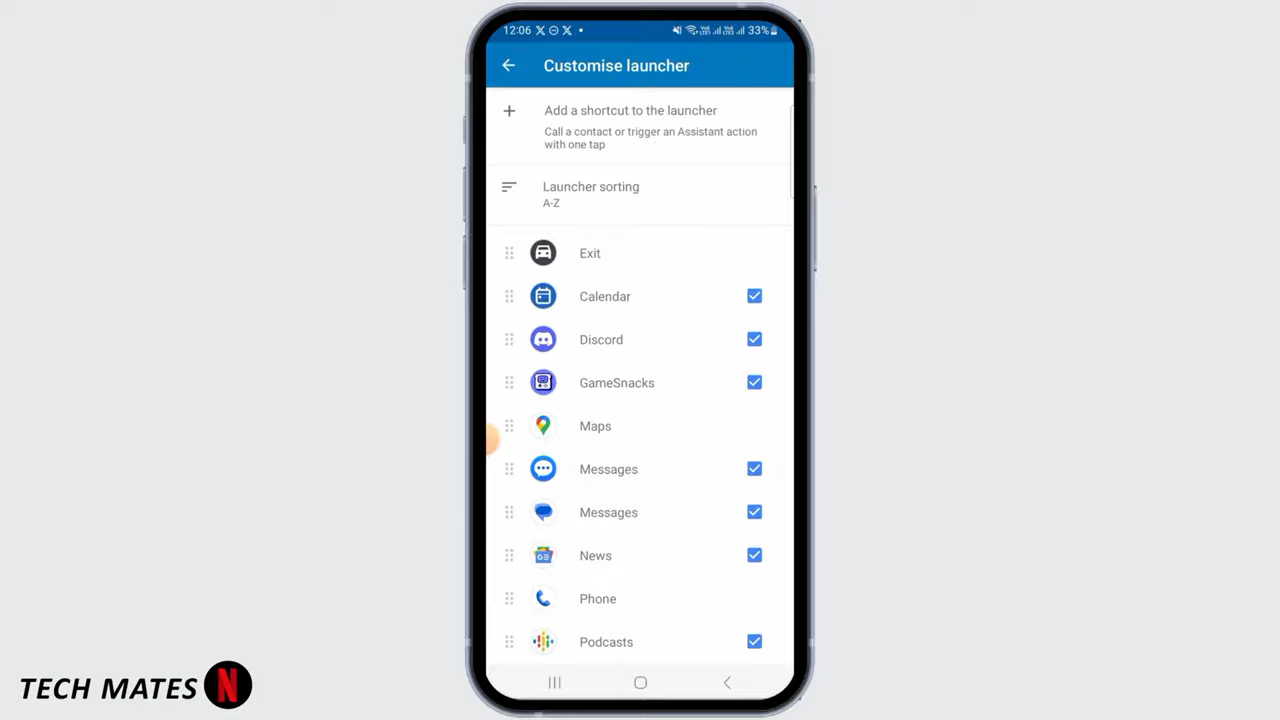 12:06
33%
Customise launcher
Add a shortcut to the launcher
Call a contact or trigger an Assistant action
with one tap
Launcher sorting
A-Z
Exit
Calendar
Discord
GameSnacks
Maps
Messages
Messages
News
Phone
Podcasts
TECH MATES N